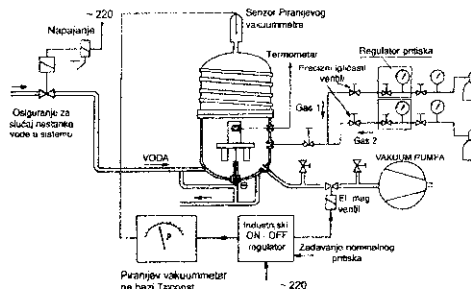 ~ 220
Napajanje
Senzor Piranijevog
vakuummetra
Termometar
Precizni igličasti
ventili
Regulator pritiska
Gas 1
Gas 2
Osiguranje za
slučaj nestanka
vode u sistemu
VODA
VAKUUM PUMPA
El. mag
ventil
P
Industrijski
ON - OFF
regulator
Zadavanje nominalnog
pritiska
Piranijev vakuummetar
na bazi
~ 220